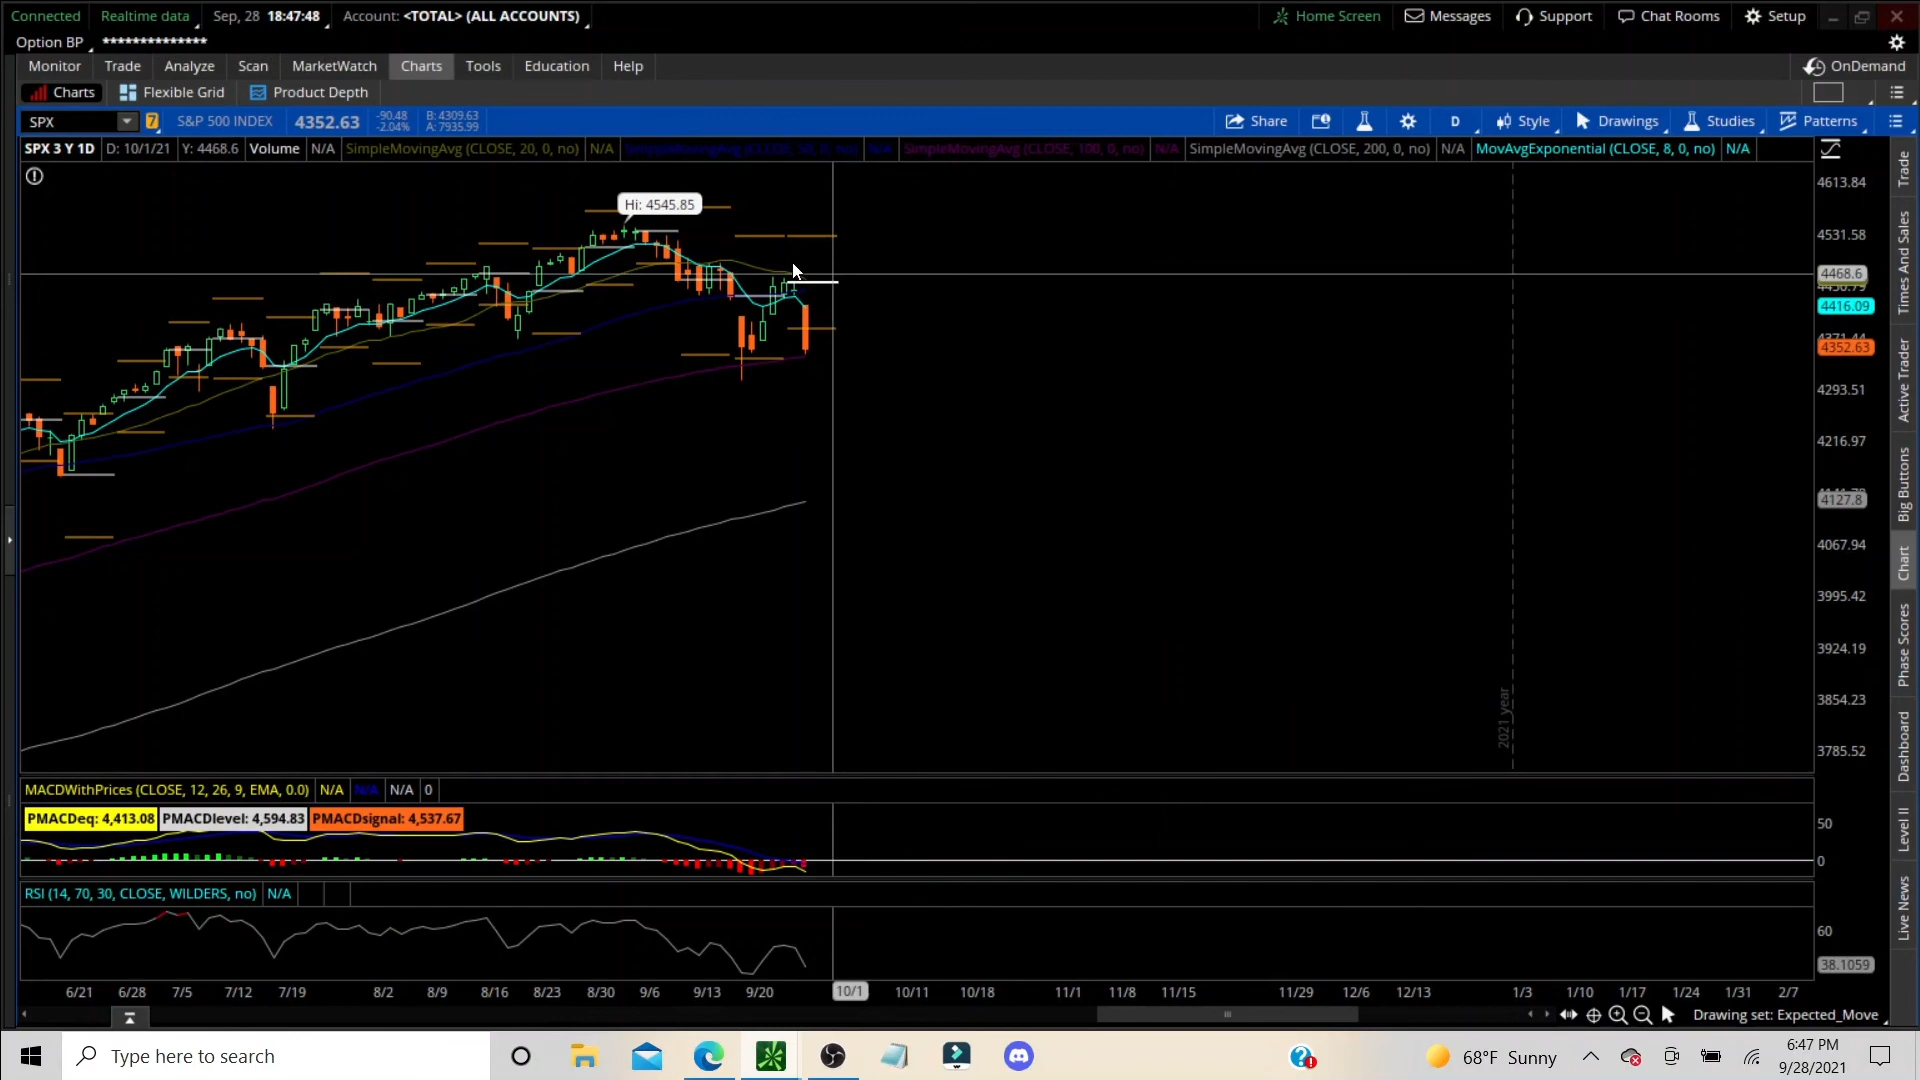 Connected Realtime data Sep, 28 18:47:48 Account: <TOTAL> (ALL ACCOUNTS) Home Screen Messages Support Chat Rooms Setup
Option BP **************
Monitor Trade Analyze Scan MarketWatch Charts Tools Education Help OnDemand
Charts Flexible Grid Product Depth
SPX 7 S&P 500 INDEX 4352.63 -90.48 B: 4309.63 Share D Style Drawings Studies Patterns
-2.04% A: 7935.99
SPX 3 Y 1D D: 10/1/21 Y: 4468.6 Volume N/A SimpleMovingAvg (CLOSE, 20, 0, no) N/A SimpleMovingAvg (CLOSE, 50, 0, no) N/A SimpleMovingAvg (CLOSE, 100, 0, no) N/A SimpleMovingAvg (CLOSE, 200, 0, no) N/A MovAvgExponential (CLOSE, 8, 0, no) N/A
4613.84
Hi: 4545.85
4531.58
4468.6
4416.09
4352.63
4293.51
4216.97
4127.8
4067.94
3995.42
3924.19
3854.23
3785.52
2021 year
Trade
Times And Sales
Active Trader
Big Buttons
Chart
Phase Scores
Dashboard
Level II
Live News
MACDWithPrices (CLOSE, 12, 26, 9, EMA, 0.0) N/A N/A N/A 0
PMACDeq: 4,413.08 PMACDlevel: 4,594.83 PMACDsignal: 4,537.67
50
0
RSI (14, 70, 30, CLOSE, WILDERS, no) N/A
60
38.1059
6/21 6/28 7/5 7/12 7/19 8/2 8/9 8/16 8/23 8/30 9/6 9/13 9/20 10/1 10/11 10/18 11/1 11/8 11/15 11/29 12/6 12/13 1/3 1/10 1/17 1/24 1/31 2/7
Drawing set: Expected_Move
Type here to search
68°F Sunny
6:47 PM
9/28/2021